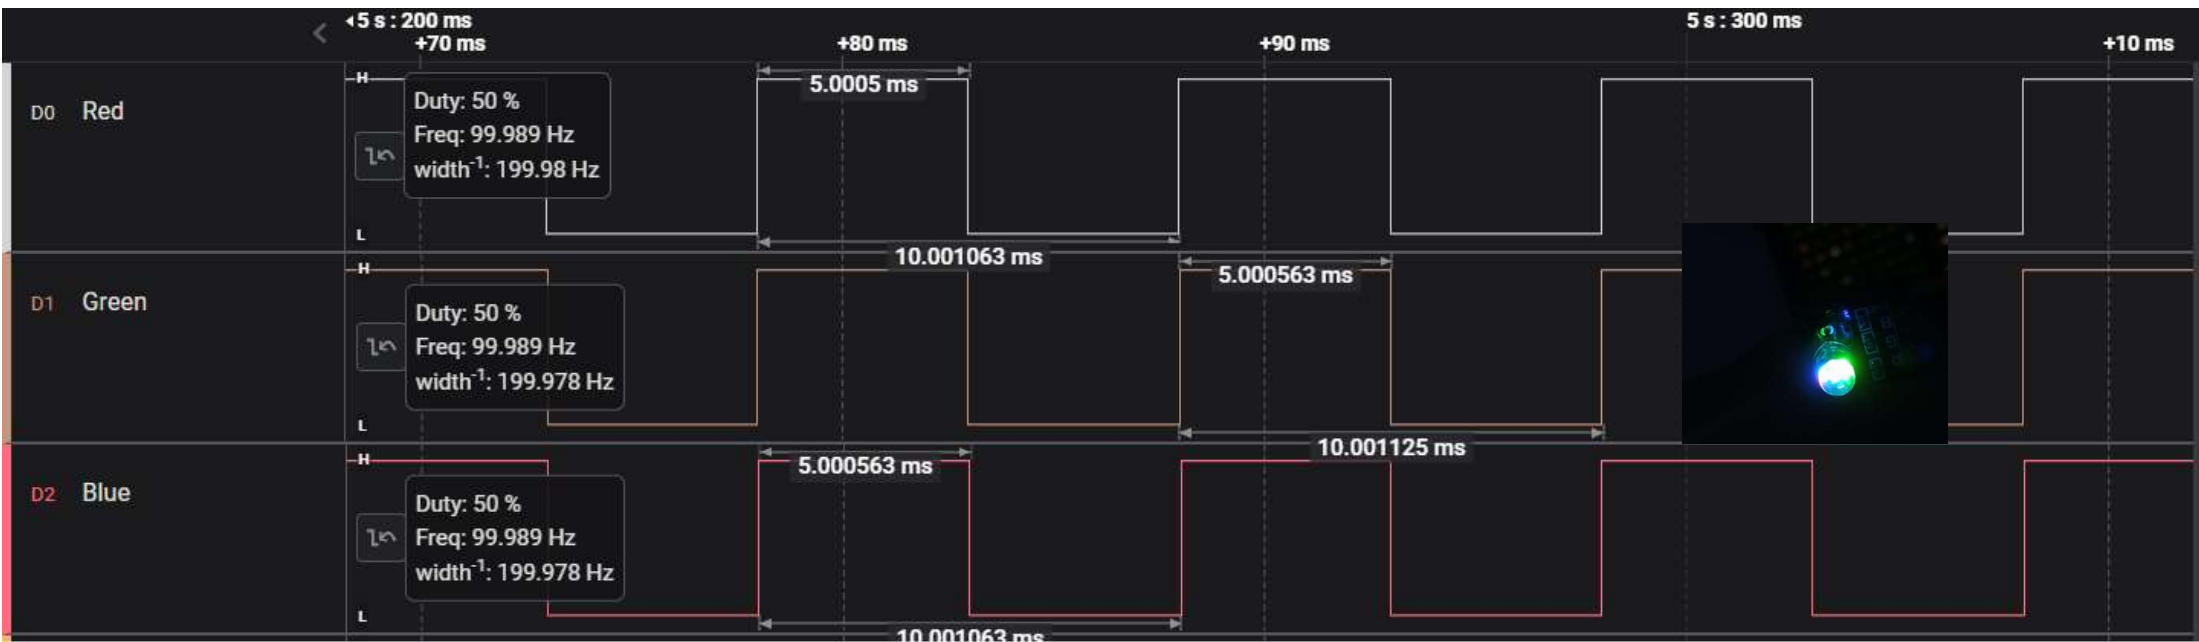 5 s : 200 ms
5 s : 300 ms
+70 ms
+80 ms
+90 ms
+10 ms
D0 Red
H
L
Duty: 50 %
Freq: 99.989 Hz
width⁻¹: 199.98 Hz
5.0005 ms
10.001063 ms
D1 Green
H
L
Duty: 50 %
Freq: 99.989 Hz
width⁻¹: 199.978 Hz
5.000563 ms
10.001125 ms
D2 Blue
H
L
Duty: 50 %
Freq: 99.989 Hz
width⁻¹: 199.978 Hz
5.000563 ms
10.001063 ms